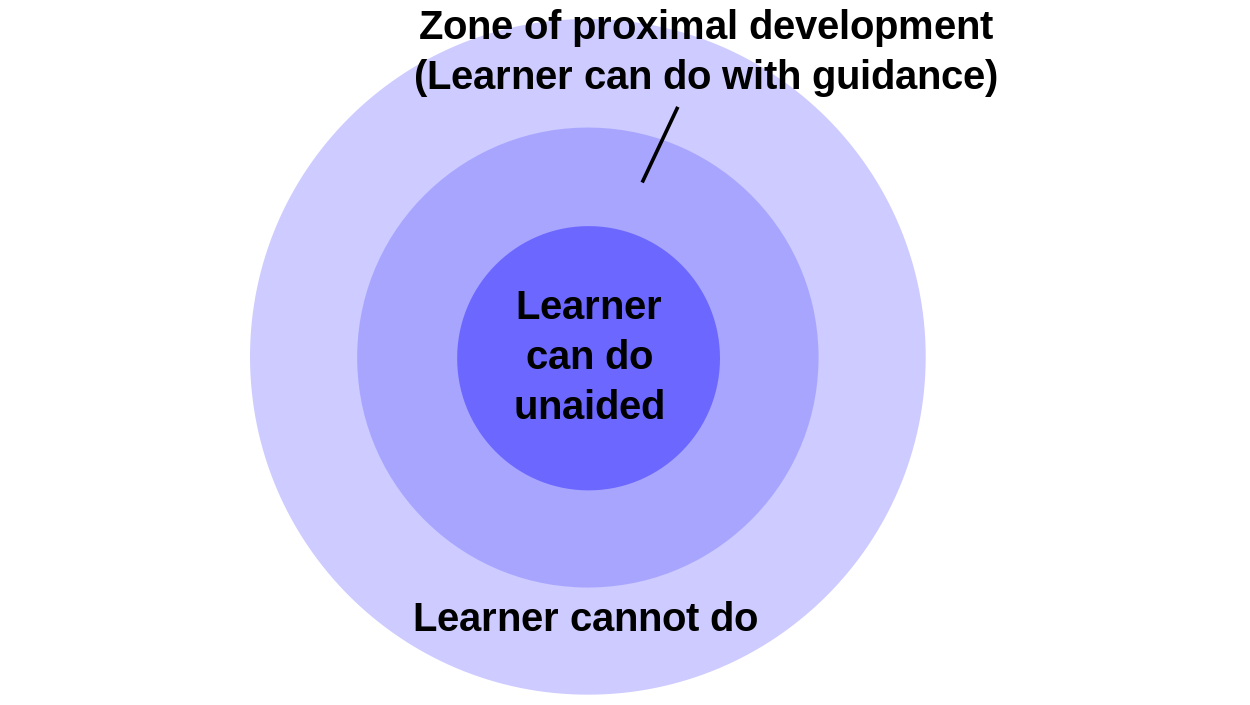 Zone of proximal development
(Learner can do with guidance)
Learner
can do
unaided
Learner cannot do